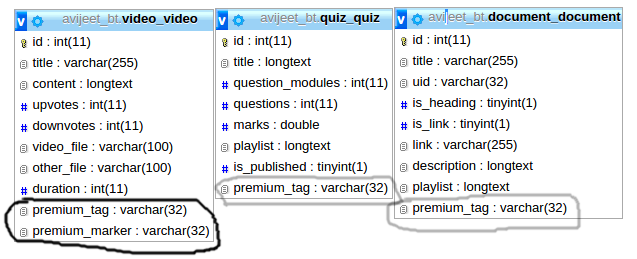 avijeet_bt.video_video
id : int(11)
title : varchar(255)
content : longtext
upvotes : int(11)
downvotes : int(11)
video_file : varchar(100)
other_file : varchar(100)
duration : int(11)
premium_tag : varchar(32)
premium_marker : varchar(32)
avijeet_bt.quiz_quiz
id : int(11)
title : longtext
question_modules : int(11)
questions : int(11)
marks : double
playlist : longtext
is_published : tinyint(1)
premium_tag : varchar(32)
avijeet_bt.document_document
id : int(11)
title : varchar(255)
uid : varchar(32)
is_heading : tinyint(1)
is_link : tinyint(1)
link : varchar(255)
description : longtext
playlist : longtext
premium_tag : varchar(32)